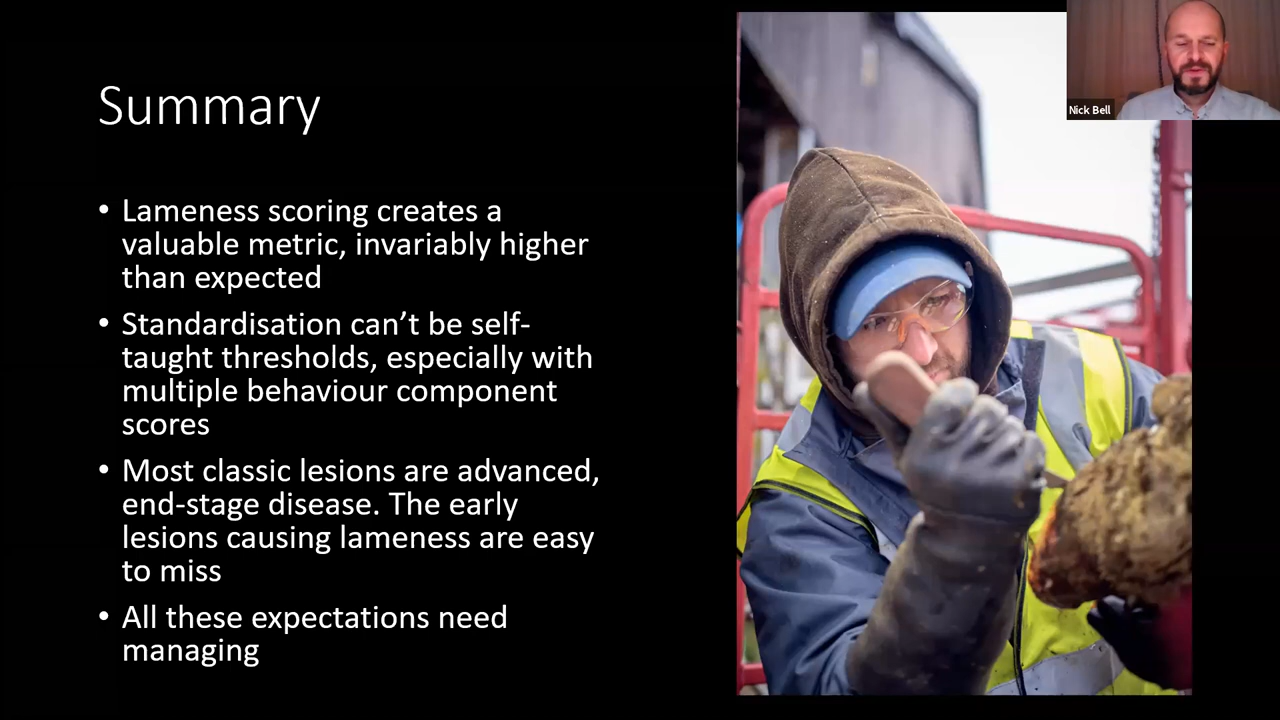 Summary
• Lameness scoring creates a
valuable metric, invariably higher
than expected
• Standardisation can’t be self-
taught thresholds, especially with
multiple behaviour component
scores
• Most classic lesions are advanced,
end-stage disease. The early
lesions causing lameness are easy
to miss
• All these expectations need
managing
Nick Bell